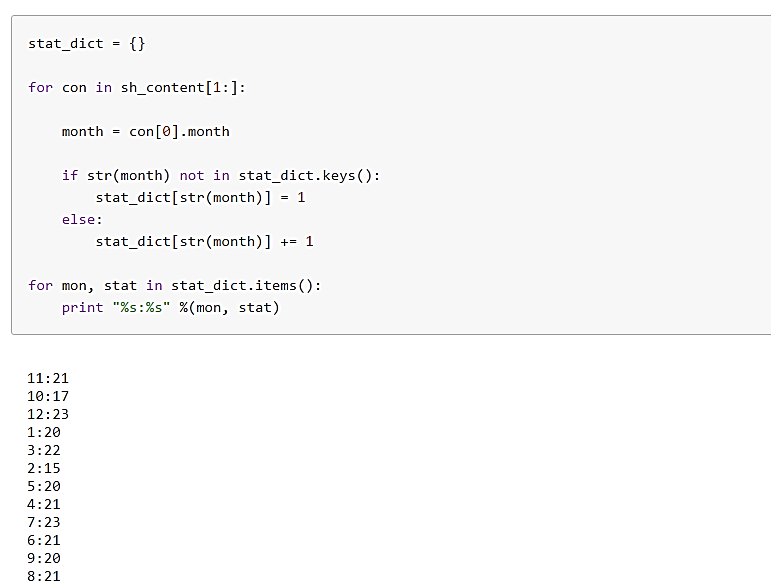 stat_dict = {}
for con in sh_content[1:]:
    month = con[0].month
    if str(month) not in stat_dict.keys():
        stat_dict[str(month)] = 1
    else:
        stat_dict[str(month)] += 1
for mon, stat in stat_dict.items():
    print "%s:%s" %(mon, stat)
11:21
10:17
12:23
1:20
3:22
2:15
5:20
4:21
7:23
6:21
9:20
8:21